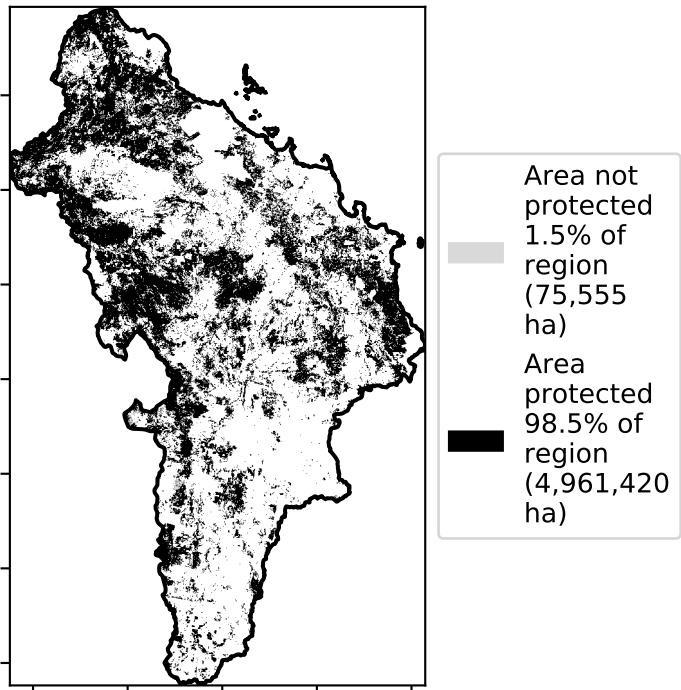 Area not
protected
1.5% of
region
(75,555
ha)
Area
protected
98.5% of
region
(4,961,420
ha)